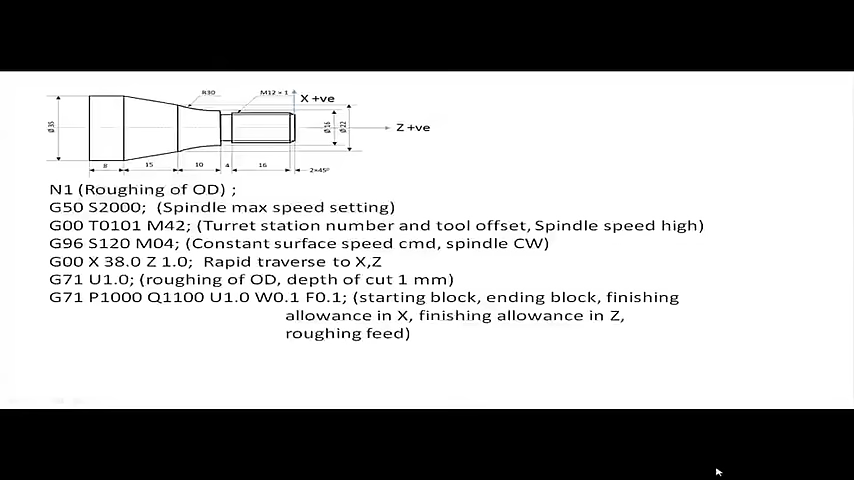 R30
M12 × 1
X +ve
Ø 35
Ø 16
Ø 22
Z +ve
8
15
10
4
16
2×45°
N1 (Roughing of OD) ;
G50 S2000; (Spindle max speed setting)
G00 T0101 M42; (Turret station number and tool offset, Spindle speed high)
G96 S120 M04; (Constant surface speed cmd, spindle CW)
G00 X 38.0 Z 1.0; Rapid traverse to X,Z
G71 U1.0; (roughing of OD, depth of cut 1 mm)
G71 P1000 Q1100 U1.0 W0.1 F0.1; (starting block, ending block, finishing
allowance in X, finishing allowance in Z,
roughing feed)